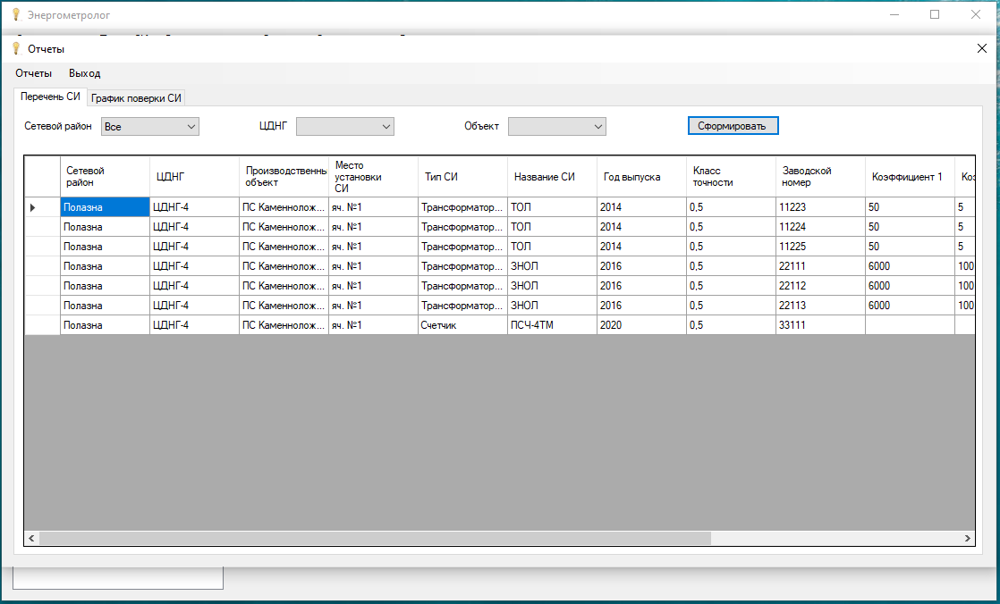 Энергометролог
Отчеты
Отчеты Выход
Перечень СИ График поверки СИ
Сетевой район Все ЦДНГ Объект Сформировать
Сетевой район ЦДНГ Производственны объект Место установки СИ Тип СИ Название СИ Год выпуска Класс точности Заводской номер Коэффициент 1 Коэ
Полазна ЦДНГ-4 ПС Каменнолож... яч. №1 Трансформатор... ТОЛ 2014 0,5 11223 50 5
Полазна ЦДНГ-4 ПС Каменнолож... яч. №1 Трансформатор... ТОЛ 2014 0,5 11224 50 5
Полазна ЦДНГ-4 ПС Каменнолож... яч. №1 Трансформатор... ТОЛ 2014 0,5 11225 50 5
Полазна ЦДНГ-4 ПС Каменнолож... яч. №1 Трансформатор... ЗНОЛ 2016 0,5 22111 6000 100
Полазна ЦДНГ-4 ПС Каменнолож... яч. №1 Трансформатор... ЗНОЛ 2016 0,5 22112 6000 100
Полазна ЦДНГ-4 ПС Каменнолож... яч. №1 Трансформатор... ЗНОЛ 2016 0,5 22113 6000 100
Полазна ЦДНГ-4 ПС Каменнолож... яч. №1 Счетчик ПСЧ-4ТМ 2020 0,5 33111